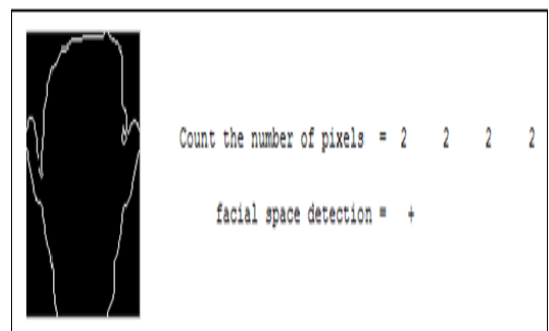 Count the number of pixels = 2 2 2 2
facial space detection = +